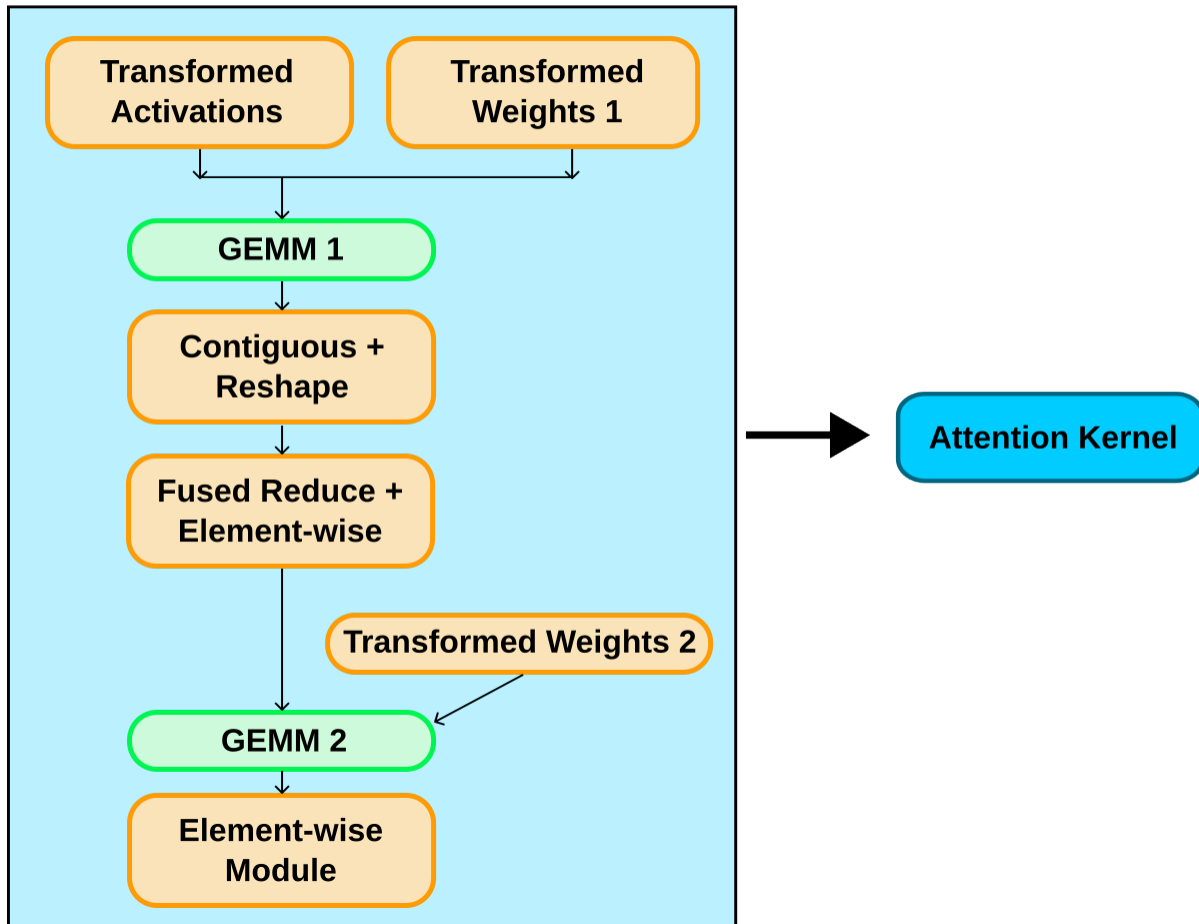 Transformed
Activations
Transformed
Weights 1
GEMM 1
Contiguous +
Reshape
Fused Reduce +
Element-wise
Transformed Weights 2
GEMM 2
Element-wise
Module
Attention Kernel